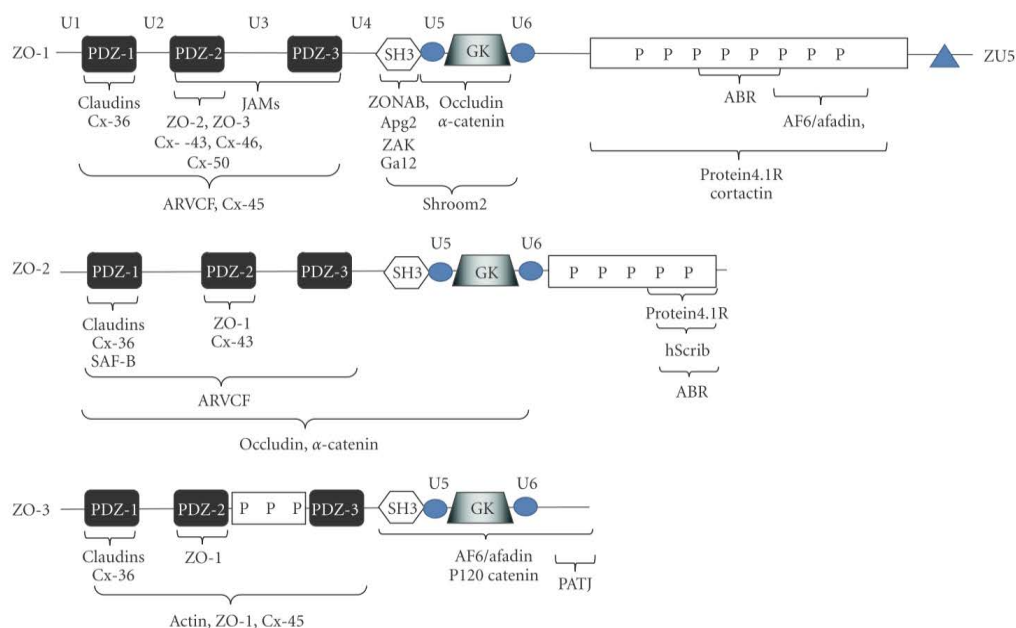 U1 U2 U3 U4 U5 U6
ZO-1 PDZ-1 PDZ-2 PDZ-3 SH3 GK P P P P P P P P ZU5
Claudins
Cx-36
JAMs
ZO-2, ZO-3
Cx- -43, Cx-46,
Cx-50
ARVCF, Cx-45
ZONAB,
Apg2
ZAK
Ga12
Occludin
α-catenin
Shroom2
ABR
AF6/afadin,
Protein4.1R
cortactin
U5 U6
ZO-2 PDZ-1 PDZ-2 PDZ-3 SH3 GK P P P P P
Claudins
Cx-36
SAF-B
ZO-1
Cx-43
ARVCF
Occludin, α-catenin
Protein4.1R
hScrib
ABR
U5 U6
ZO-3 PDZ-1 PDZ-2 P P P PDZ-3 SH3 GK
Claudins
Cx-36
ZO-1
Actin, ZO-1, Cx-45
AF6/afadin
P120 catenin
PATJ